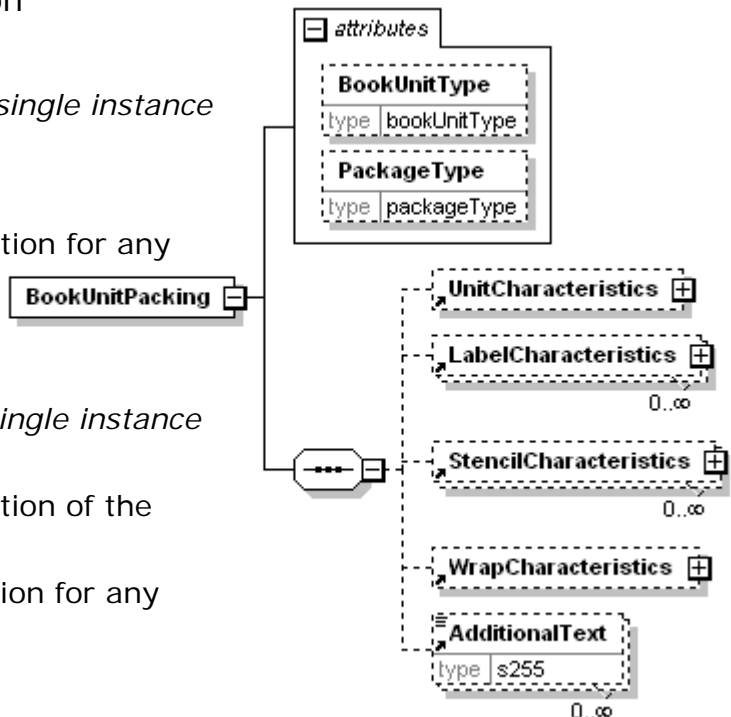 on
single instance
tion for any
ingle instance
tion of the
ion for any
attributes
BookUnitType
type bookUnitType
PackageType
type packageType
BookUnitPacking
UnitCharacteristics
LabelCharacteristics
0..∞
StencilCharacteristics
0..∞
WrapCharacteristics
AdditionalText
type s255
0..∞